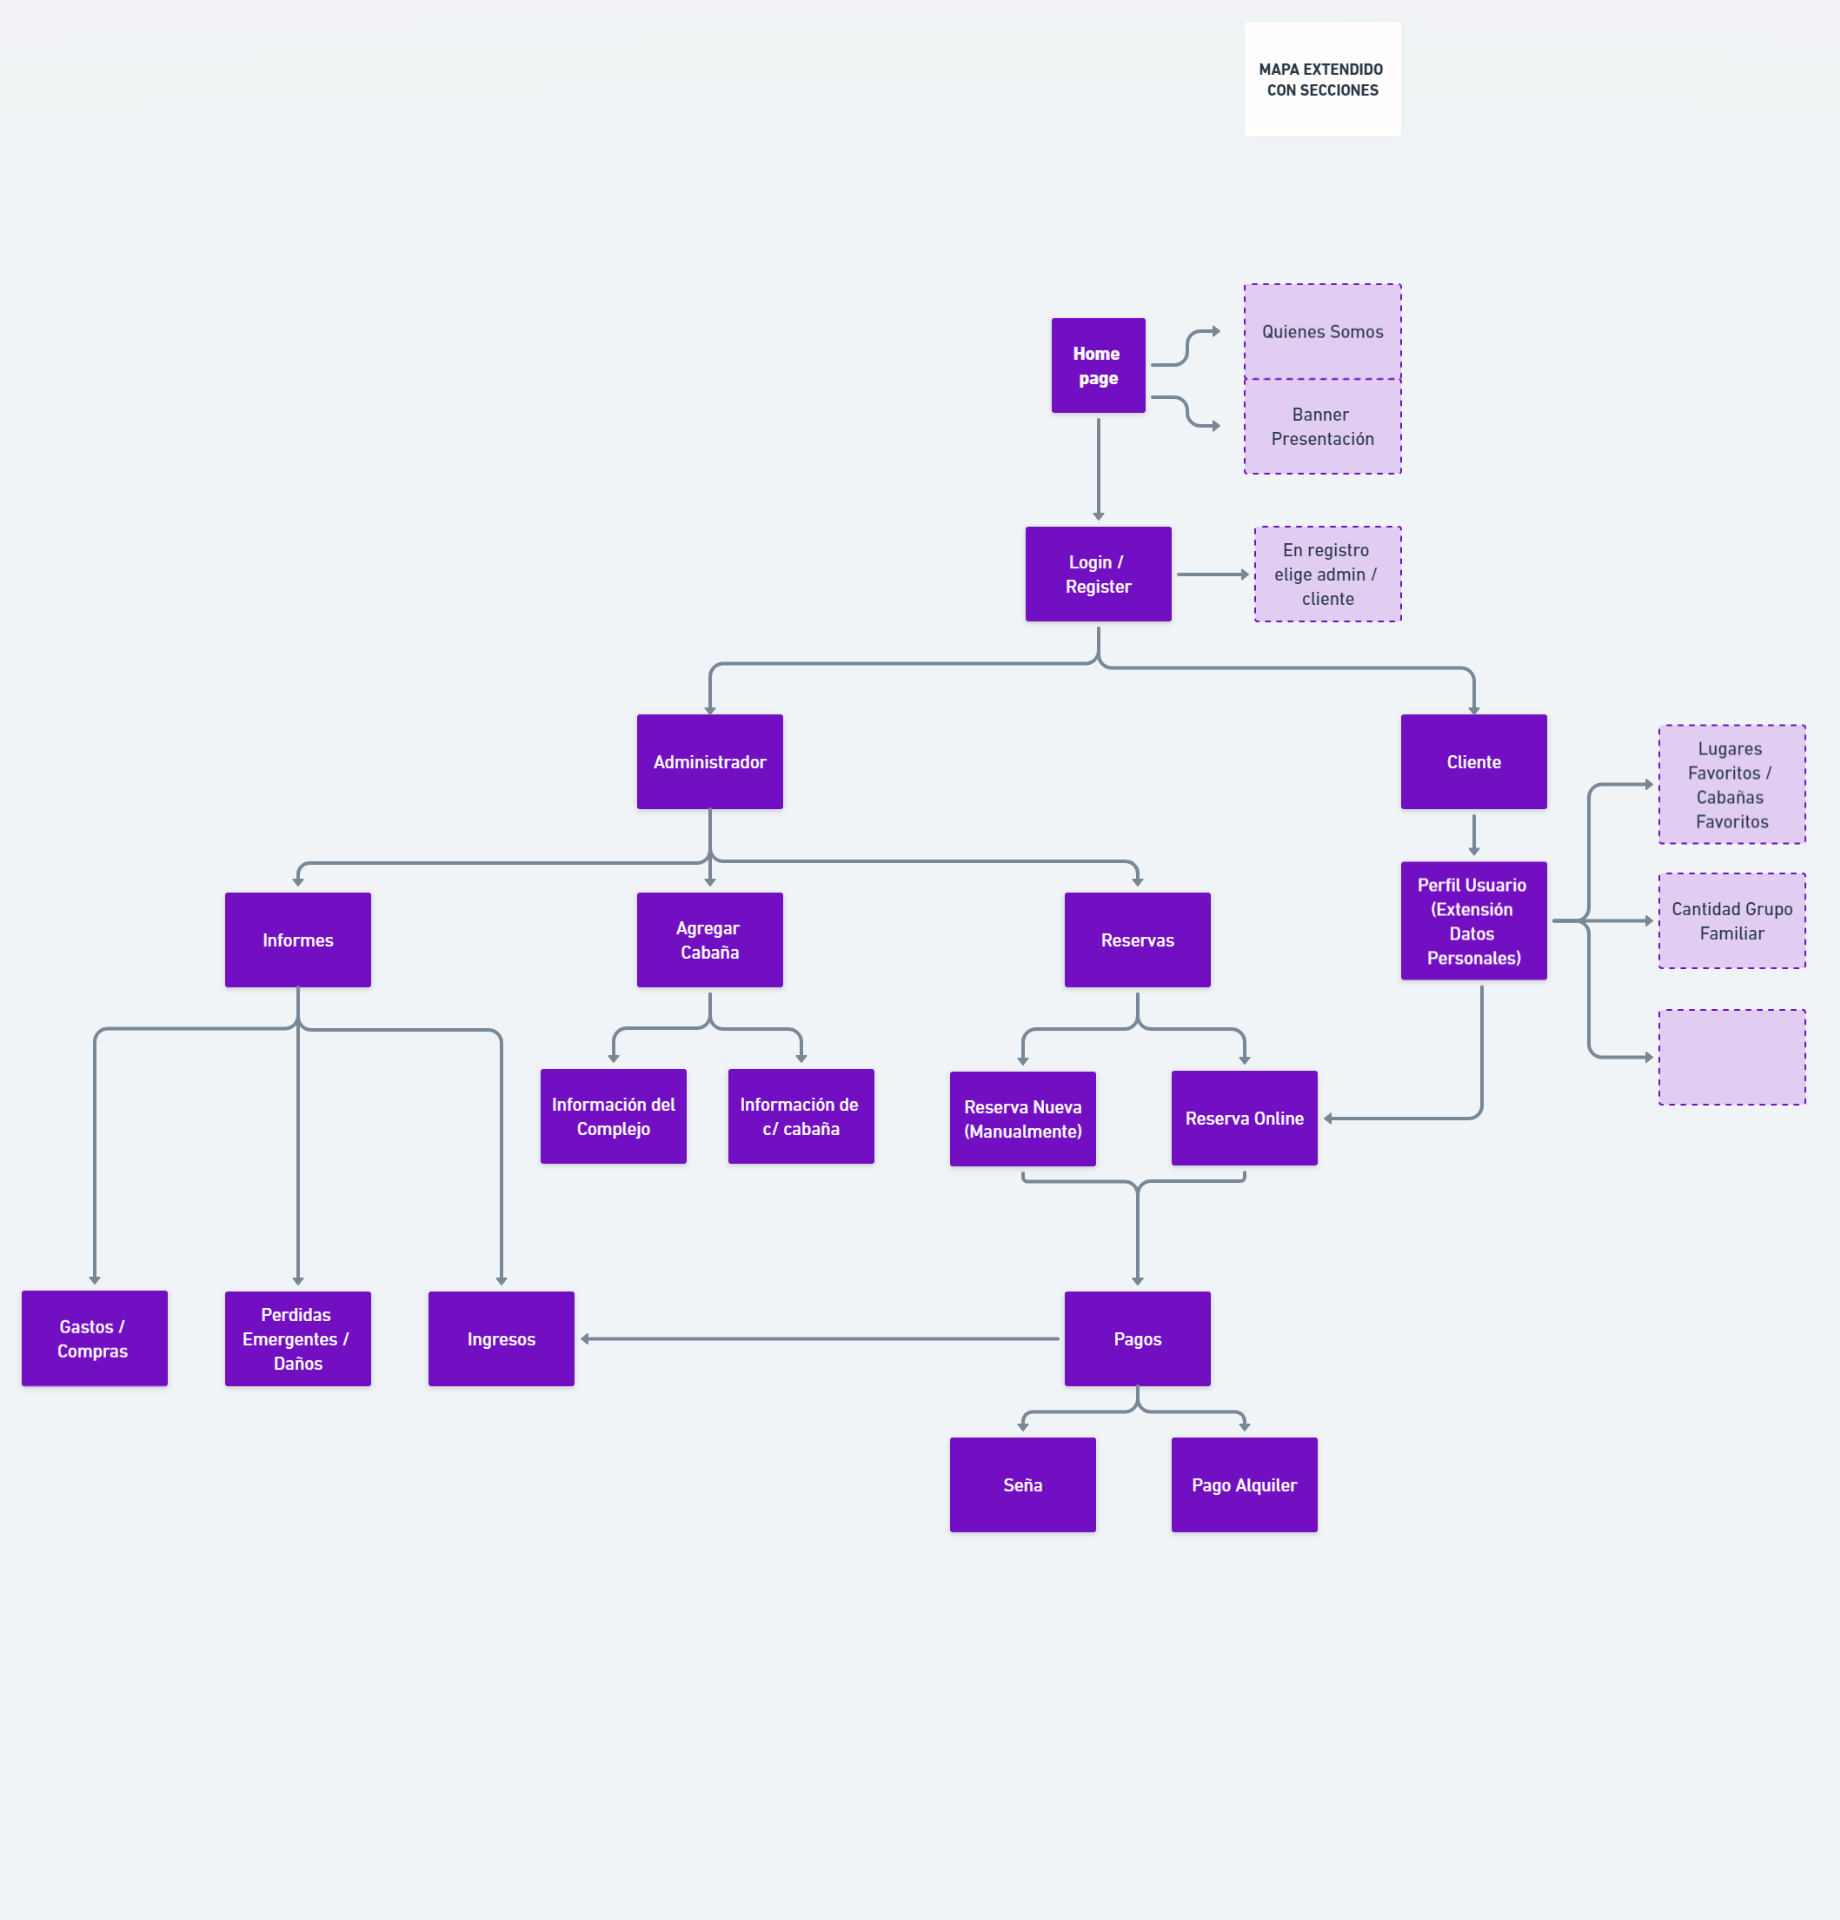 MAPA EXTENDIDO
CON SECCIONES
Home
page
Quienes Somos
Banner
Presentación
Login /
Register
En registro
elige admin /
cliente
Administrador
Cliente
Lugares
Favoritos /
Cabañas
Favoritos
Perfil Usuario
(Extensión
Datos
Personales)
Cantidad Grupo
Familiar
Informes
Agregar
Cabaña
Reservas
Información del
Complejo
Información de
c/ cabaña
Reserva Nueva
(Manualmente)
Reserva Online
Gastos /
Compras
Perdidas
Emergentes /
Daños
Ingresos
Pagos
Seña
Pago Alquiler